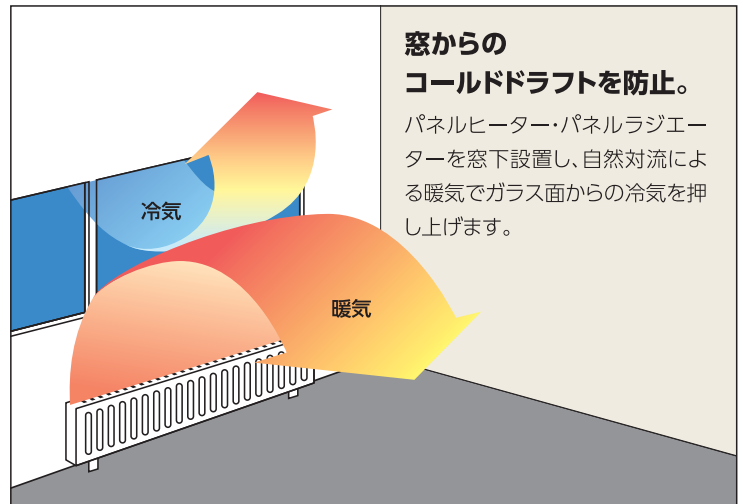 窓からの
コールドドラフトを防止。
パネルヒーター・パネルラジエー
ターを窓下設置し、自然対流によ
る暖気でガラス面からの冷気を押
し上げます。
冷気
暖気